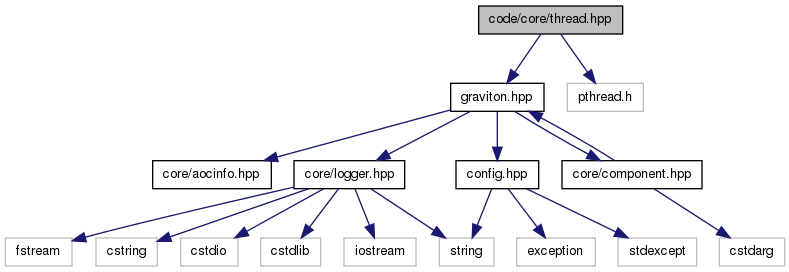 code/core/thread.hpp
graviton.hpp
pthread.h
core/aocinfo.hpp
core/logger.hpp
config.hpp
core/component.hpp
fstream
cstring
cstdio
cstdlib
iostream
string
exception
stdexcept
cstdarg